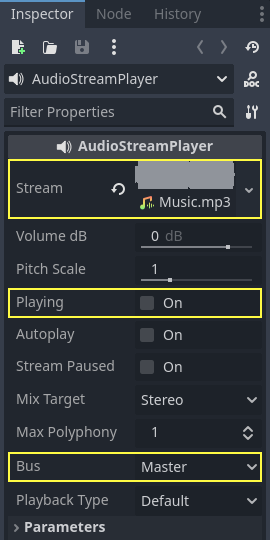 Inspector Node History
AudioStreamPlayer DOC
Filter Properties
AudioStreamPlayer
Stream Music.mp3
Volume dB 0 dB
Pitch Scale 1
Playing On
Autoplay On
Stream Paused On
Mix Target Stereo
Max Polyphony 1
Bus Master
Playback Type Default
Parameters